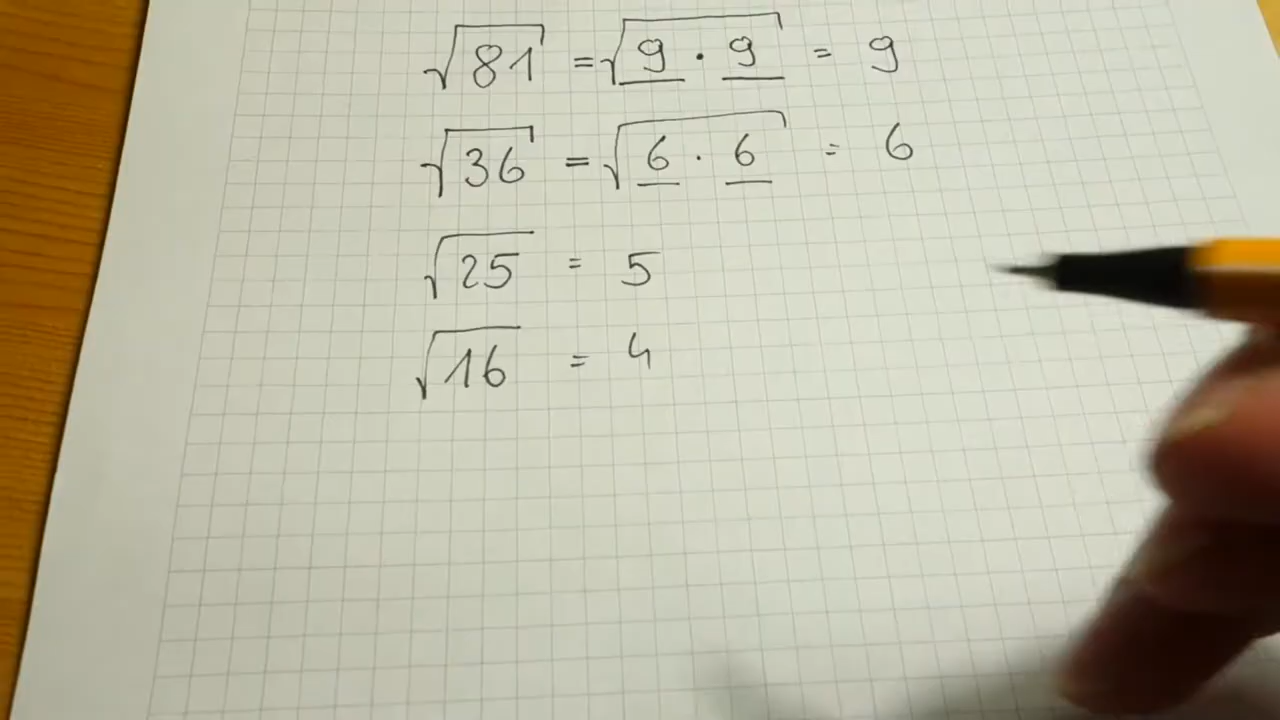 √81 = √9 · 9 = 9
√36 = √6 · 6 = 6
√25 = 5
√16 = 4